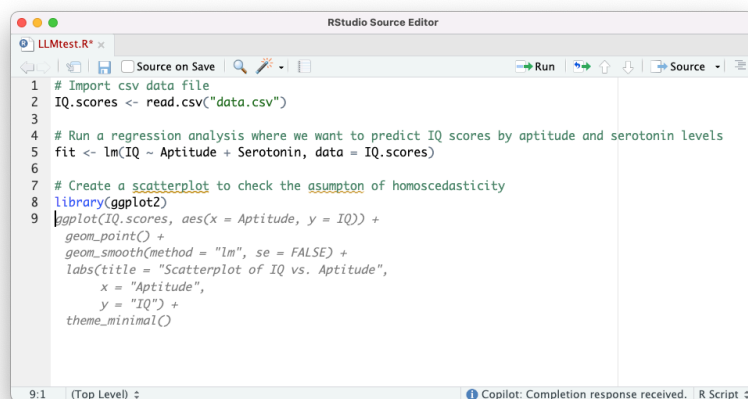 RStudio Source Editor
LLMtest.R*
Source on Save
Run
Source
1 # Import csv data file
2 IQ.scores <- read.csv("data.csv")
3
4 # Run a regression analysis where we want to predict IQ scores by aptitude and serotonin levels
5 fit <- lm(IQ ~ Aptitude + Serotonin, data = IQ.scores)
6
7 # Create a scatterplot to check the asumpton of homoscedasticity
8 library(ggplot2)
9 ggplot(IQ.scores, aes(x = Aptitude, y = IQ)) +
geom_point() +
geom_smooth(method = "lm", se = FALSE) +
labs(title = "Scatterplot of IQ vs. Aptitude",
x = "Aptitude",
y = "IQ") +
theme_minimal()
9:1 (Top Level) Copilot: Completion response received. R Script